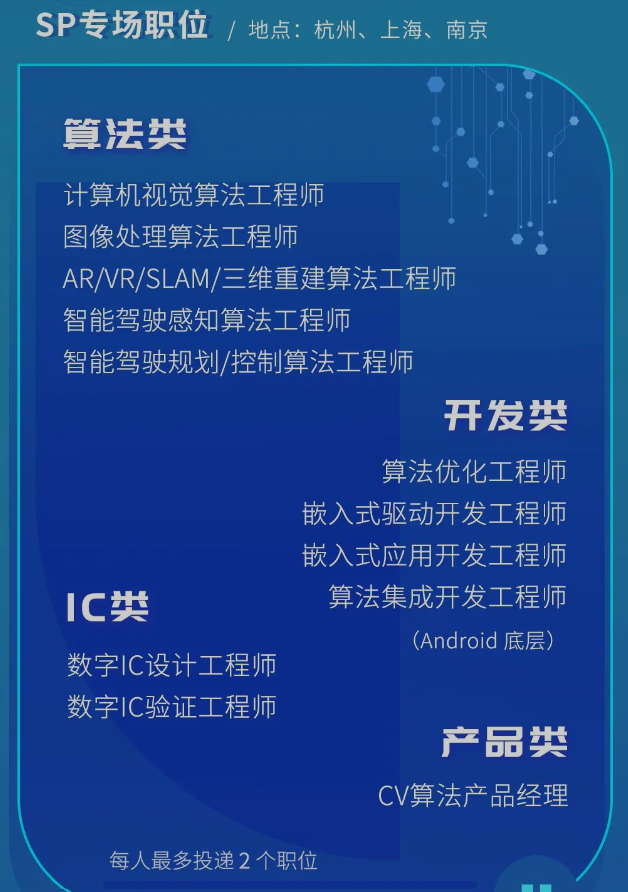 SP专场职位 / 地点：杭州、上海、南京
算法类
计算机视觉算法工程师
图像处理算法工程师
AR/VR/SLAM/三维重建算法工程师
智能驾驶感知算法工程师
智能驾驶规划/控制算法工程师
开发类
算法优化工程师
嵌入式驱动开发工程师
嵌入式应用开发工程师
算法集成开发工程师
（Android 底层）
IC类
数字IC设计工程师
数字IC验证工程师
产品类
CV算法产品经理
每人最多投递 2 个职位